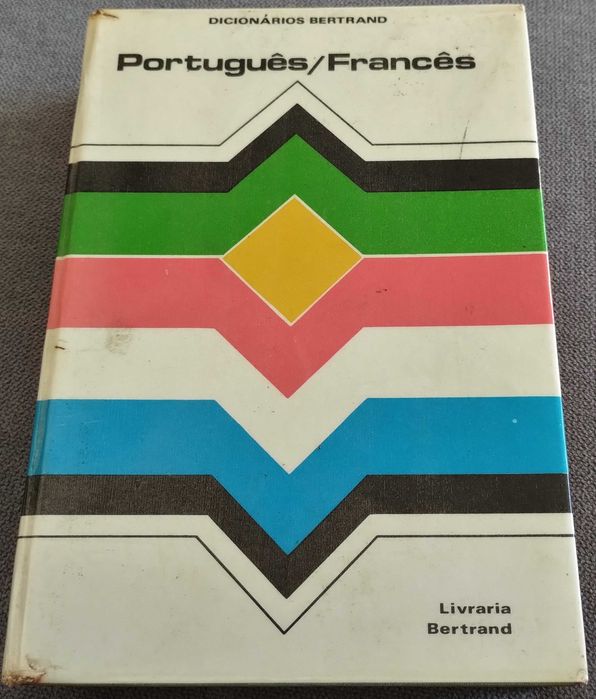 DICIONÁRIOS BERTRAND
Português/Francês
Livraria
Bertrand